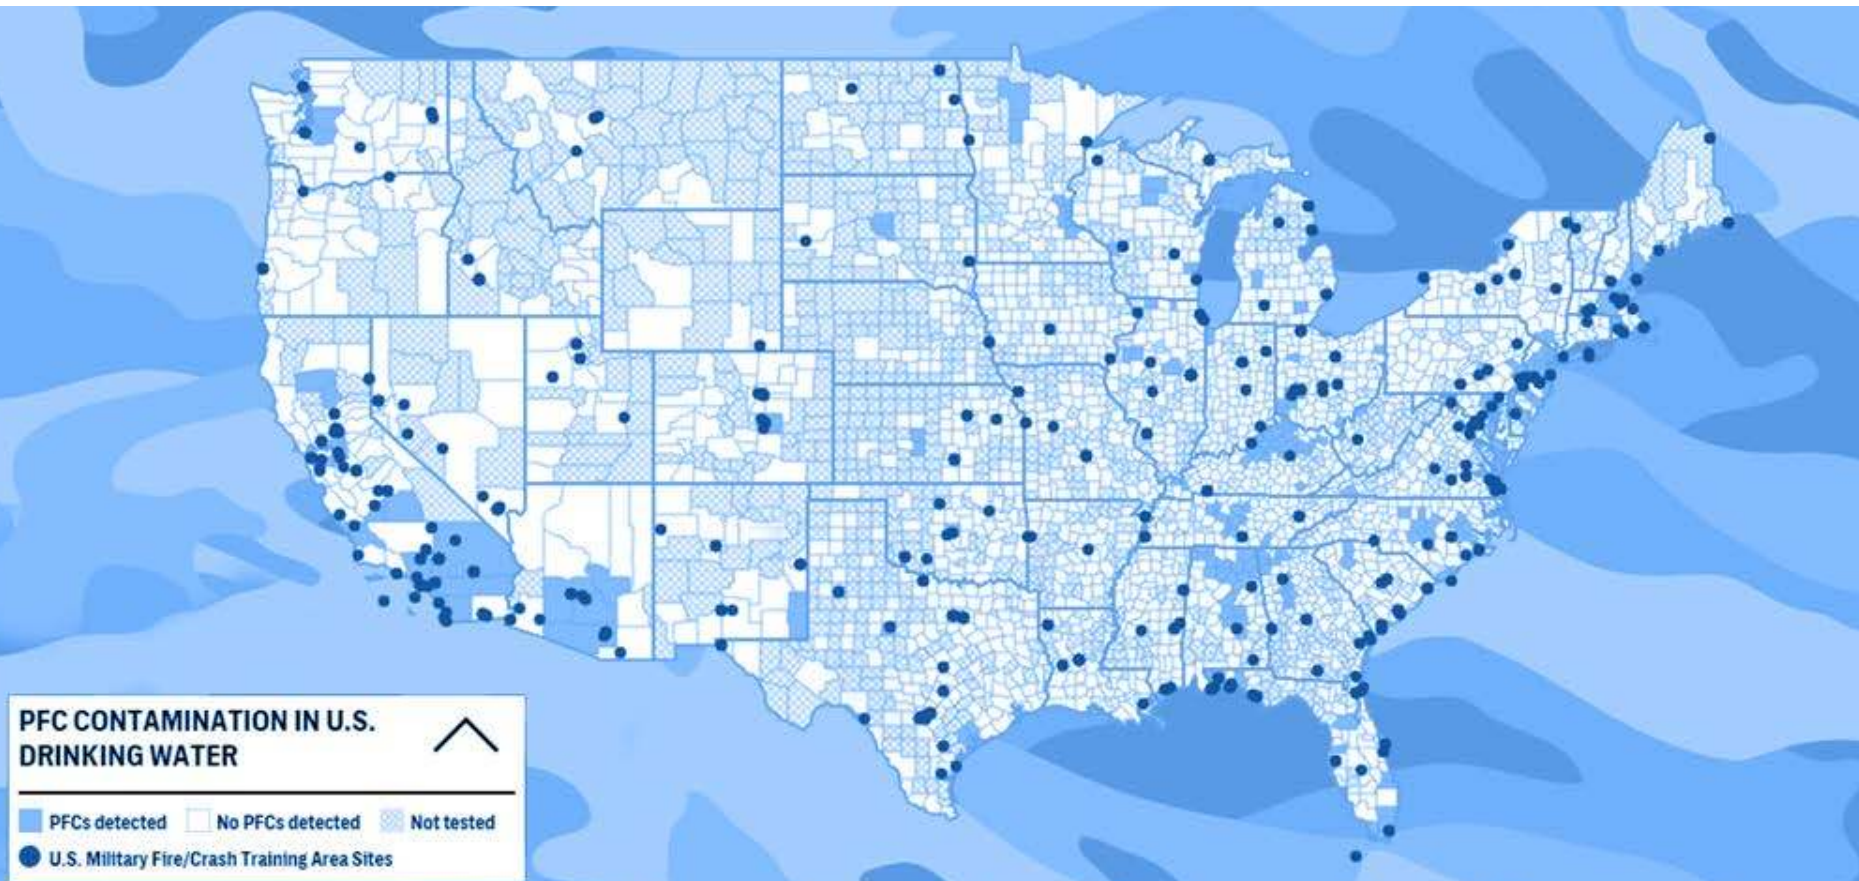 PFC CONTAMINATION IN U.S.
DRINKING WATER
PFCs detected No PFCs detected Not tested
U.S. Military Fire/Crash Training Area Sites